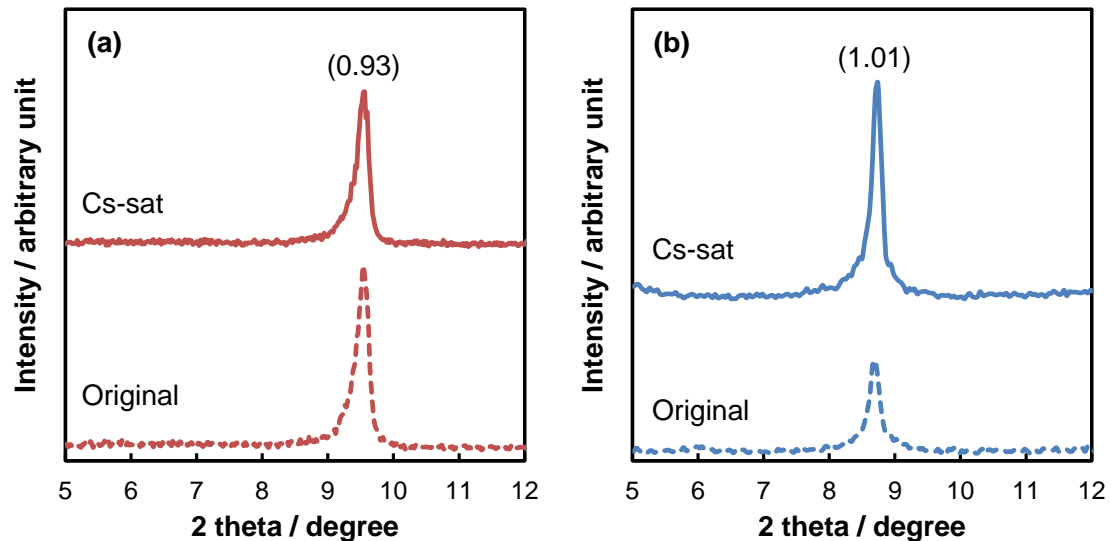 (a)
(0.93)
Cs-sat
Original
Intensity / arbitrary unit
5 6 7 8 9 10 11 12
2 theta / degree
(b)
(1.01)
Cs-sat
Original
Intensity / arbitrary unit
5 6 7 8 9 10 11 12
2 theta / degree